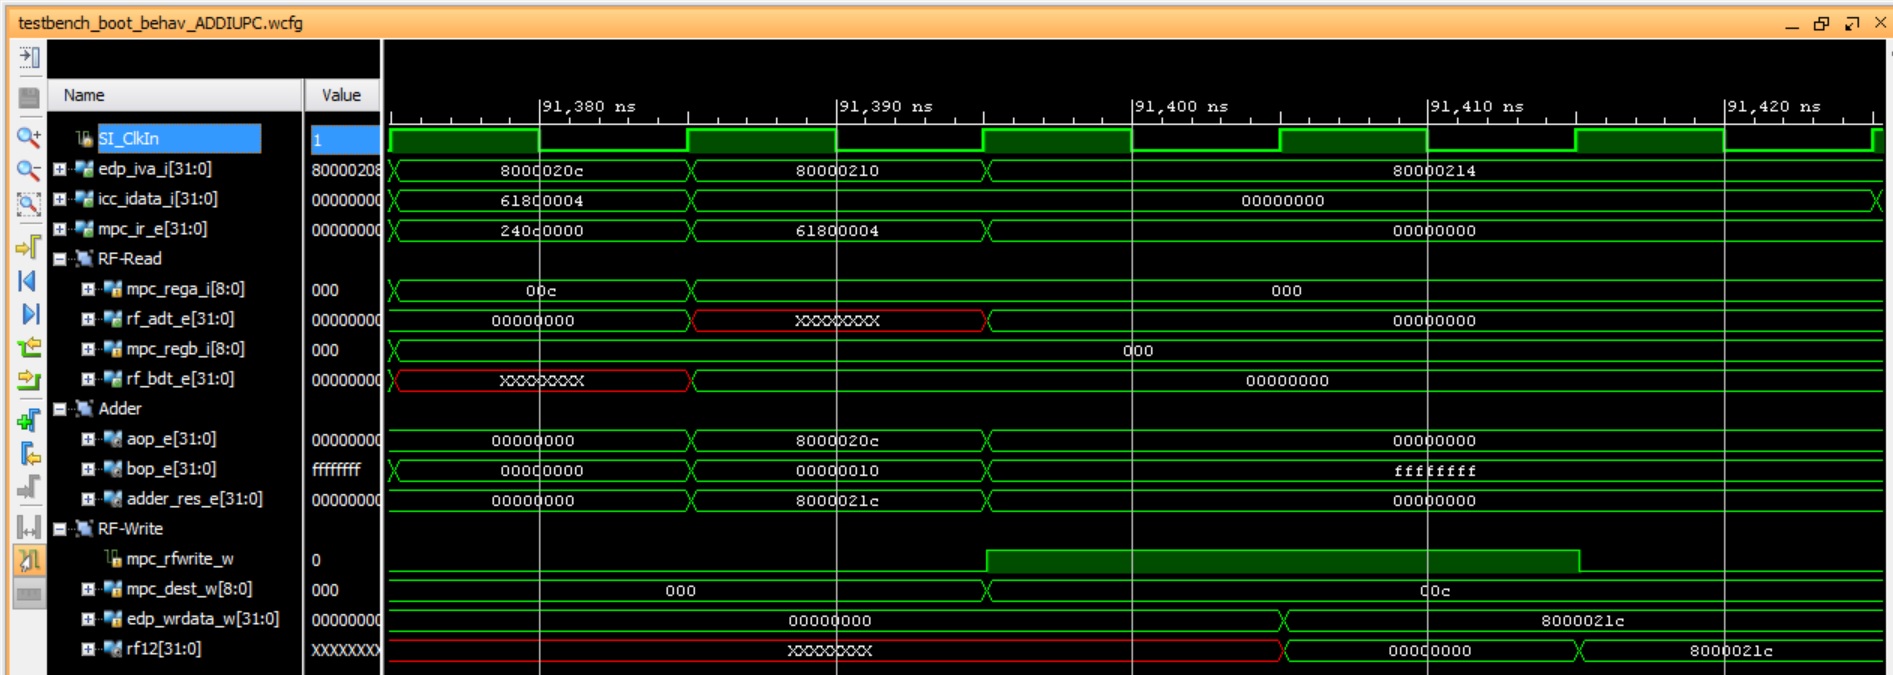 testbench_boot_behav_ADDIUPC.wcfg
Name Value 91,380 ns 91,390 ns 91,400 ns 91,410 ns 91,420 ns
SI_ClkIn 1
edp_iva_i[31:0] 80000208 8000020c 80000210 80000214
icc_idata_i[31:0] 00000000 61800004 00000000
mpc_ir_e[31:0] 00000000 240c0000 61800004 00000000
RF-Read
mpc_rega_i[8:0] 000 00c 000
rf_adt_e[31:0] 00000000 00000000 XXXXXXXX 00000000
mpc_regb_i[8:0] 000 000
rf_bdt_e[31:0] 00000000 XXXXXXXX 00000000
Adder
aop_e[31:0] 00000000 00000000 8000020c 00000000
bop_e[31:0] ffffffff 00000000 00000010 ffffffff
adder_res_e[31:0] 00000000 00000000 8000021c 00000000
RF-Write
mpc_rfwrite_w 0
mpc_dest_w[8:0] 000 000 00c
edp_wrdata_w[31:0] 00000000 00000000 8000021c
rf12[31:0] XXXXXXXX XXXXXXXX 00000000 8000021c